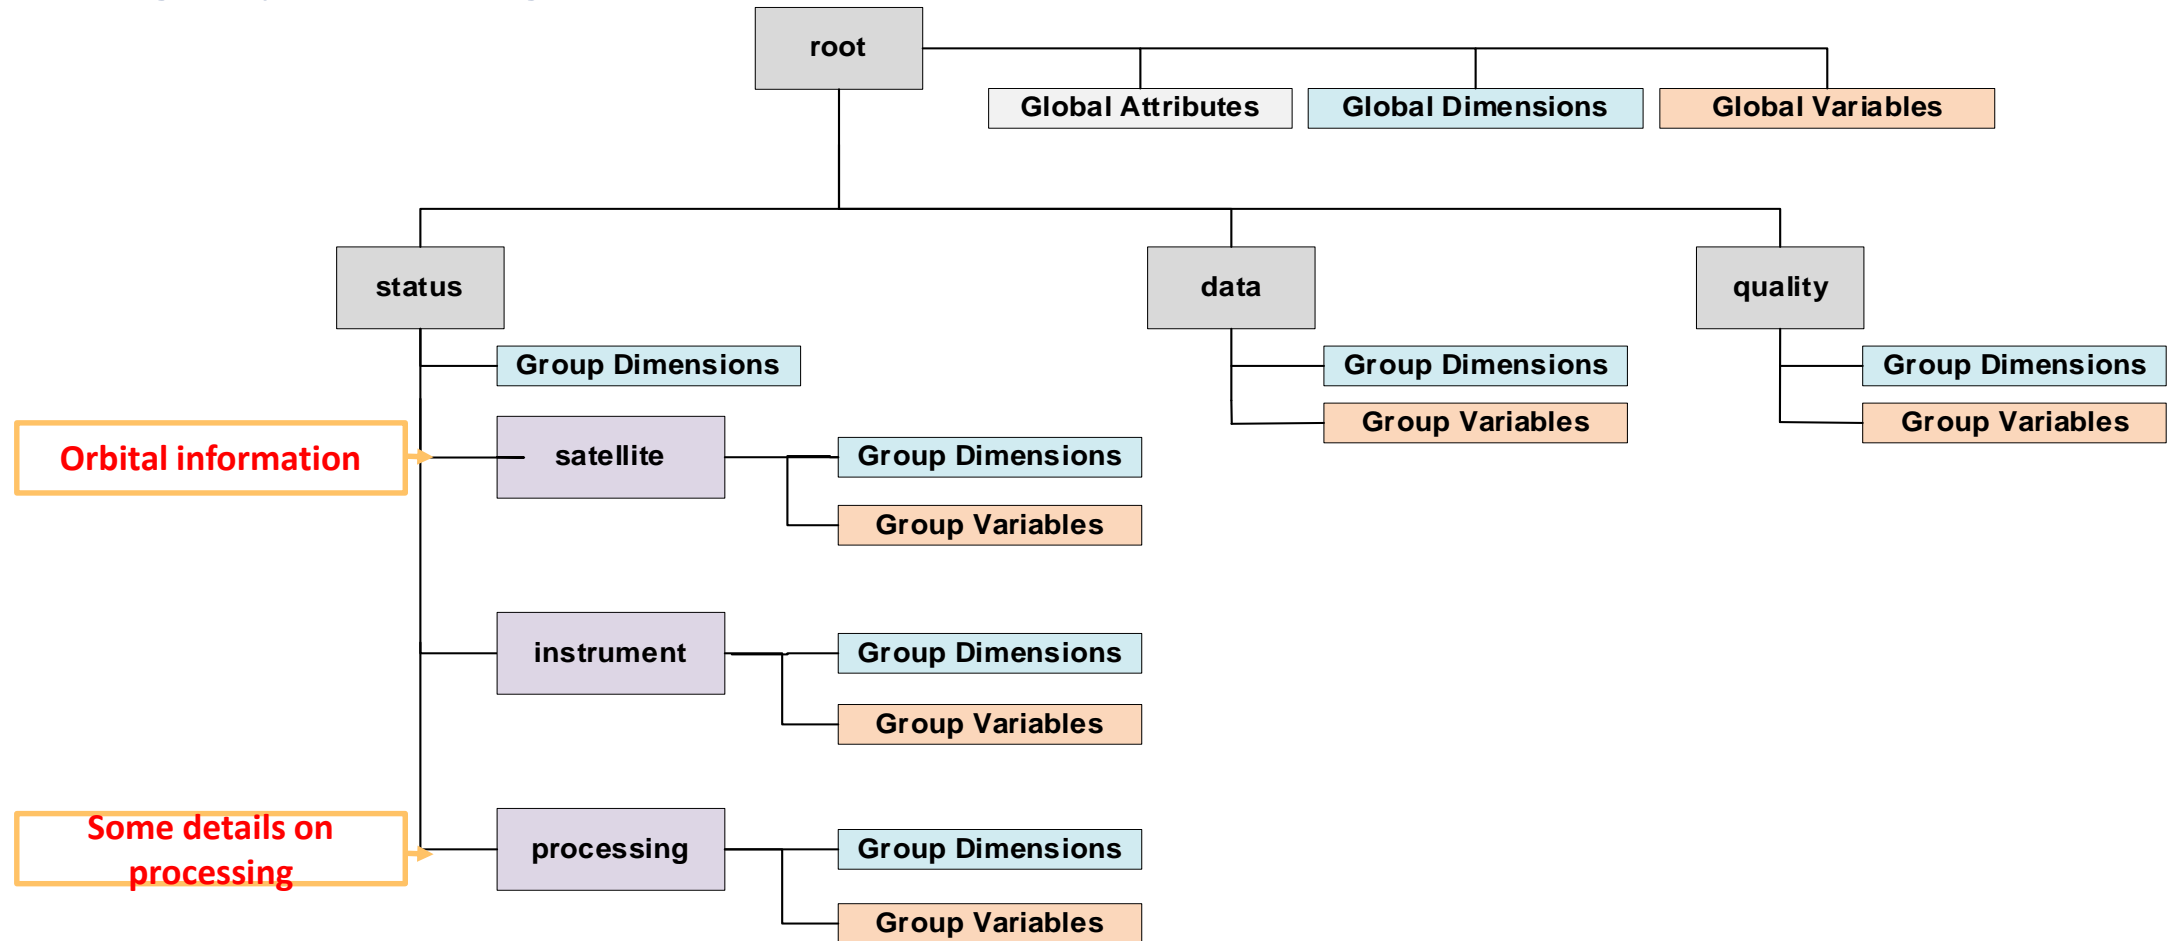 root
Global Attributes
Global Dimensions
Global Variables
status
data
quality
Group Dimensions
Group Dimensions
Group Dimensions
Group Variables
Group Variables
Orbital information
satellite
Group Dimensions
Group Variables
instrument
Group Dimensions
Group Variables
Some details on
processing
processing
Group Dimensions
Group Variables